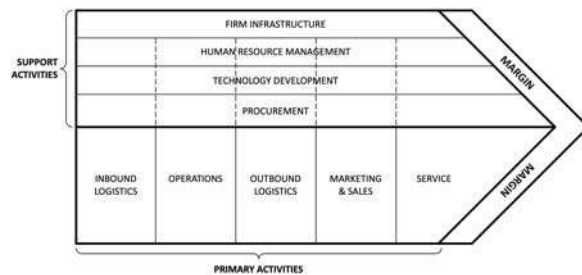 FIRM INFRASTRUCTURE
HUMAN RESOURCE MANAGEMENT
SUPPORT
ACTIVITIES
TECHNOLOGY DEVELOPMENT
PROCUREMENT
MARGIN
INBOUND
LOGISTICS
OPERATIONS
OUTBOUND
LOGISTICS
MARKETING
& SALES
SERVICE
MARGIN
PRIMARY ACTIVITIES